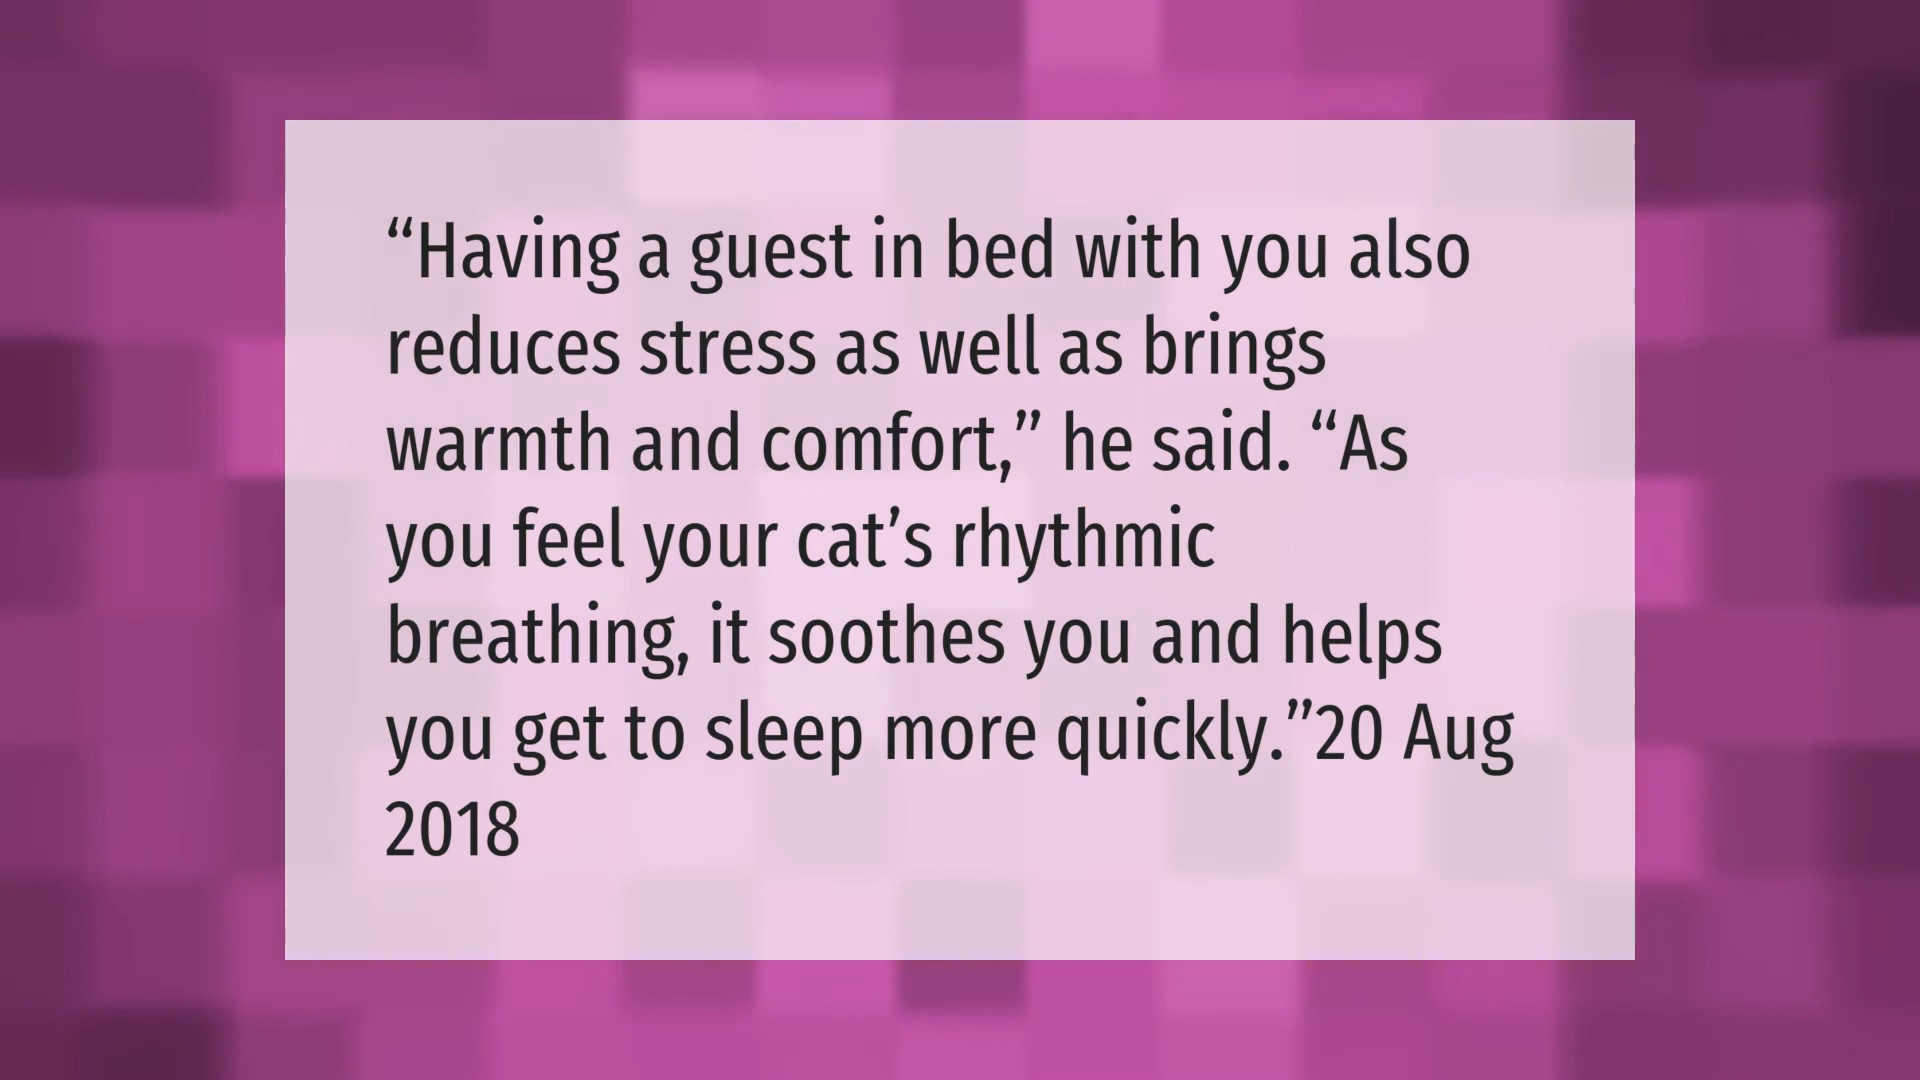 “Having a guest in bed with you also
reduces stress as well as brings
warmth and comfort,” he said. “As
you feel your cat’s rhythmic
breathing, it soothes you and helps
you get to sleep more quickly.”20 Aug
2018